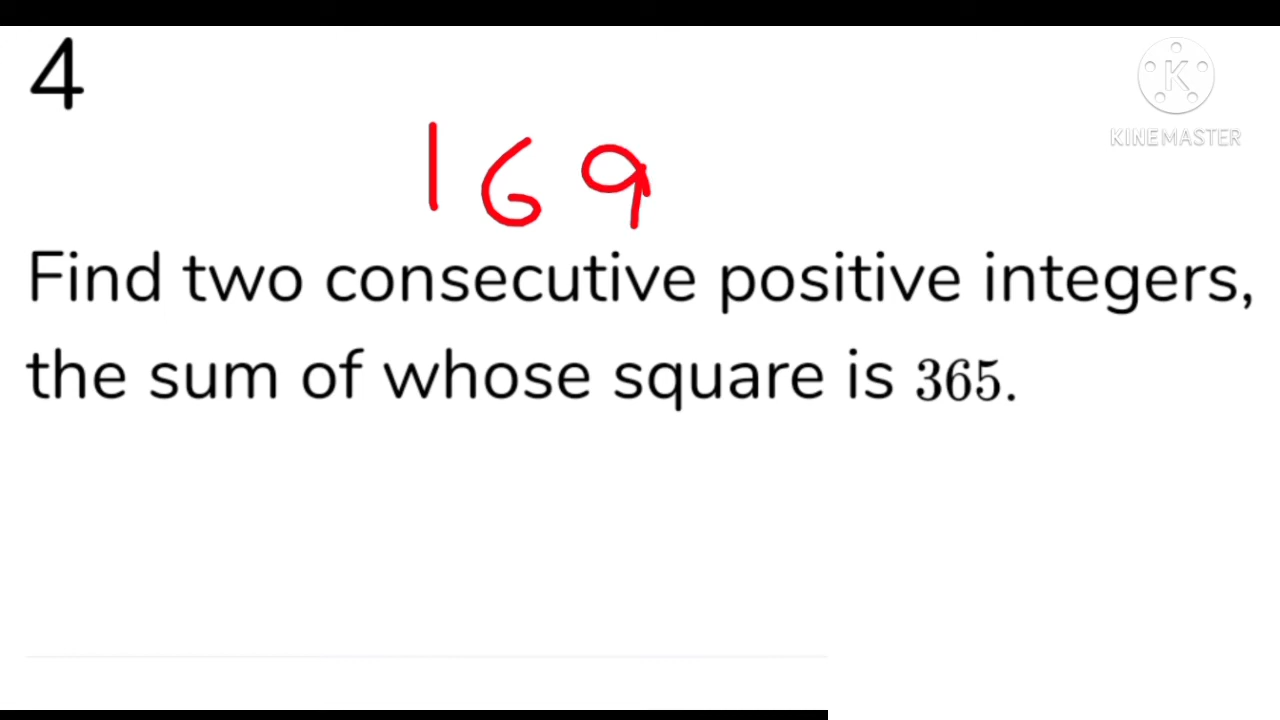 4
KINEMASTER
169
Find two consecutive positive integers,
the sum of whose square is 365.